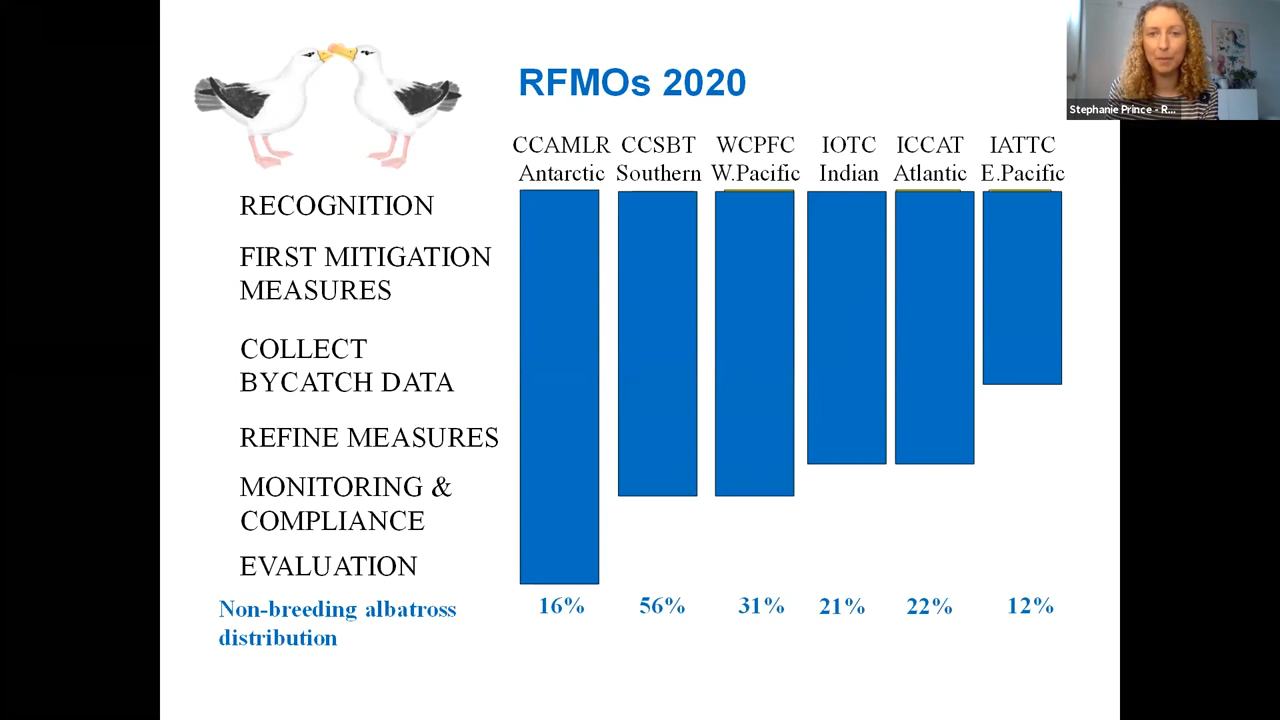 RFMOs 2020
Stephanie Prince - R...
CCAMLR CCSBT WCPFC IOTC ICCAT IATTC
Antarctic Southern W.Pacific Indian Atlantic E.Pacific
RECOGNITION
FIRST MITIGATION
MEASURES
COLLECT
BYCATCH DATA
REFINE MEASURES
MONITORING &
COMPLIANCE
EVALUATION
Non-breeding albatross
distribution
16% 56% 31% 21% 22% 12%